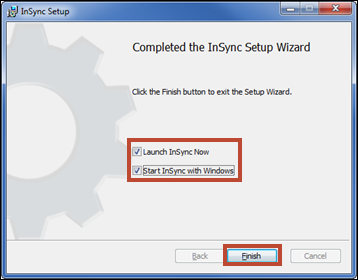 InSync Setup
Completed the InSync Setup Wizard
Click the Finish button to exit the Setup Wizard.
Launch InSync Now
Start InSync with Windows
Back Finish Cancel